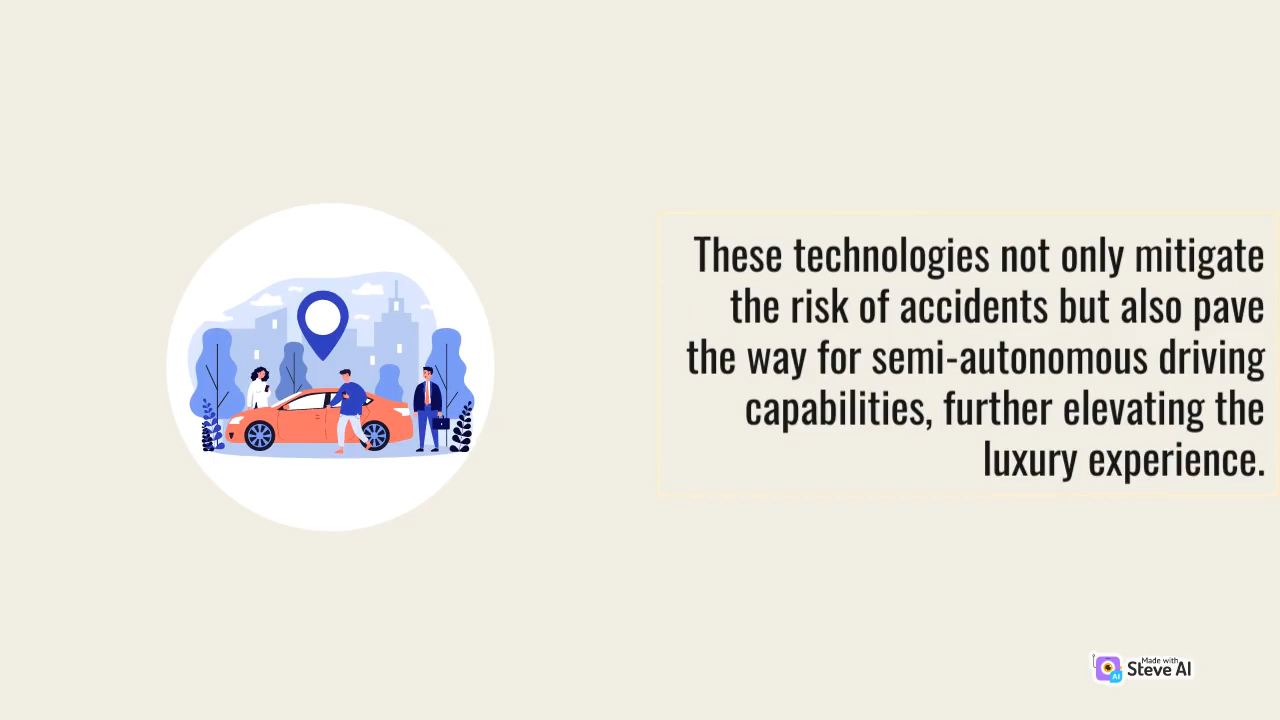 These technologies not only mitigate
the risk of accidents but also pave
the way for semi-autonomous driving
capabilities, further elevating the
luxury experience.
Made with
Steve AI
AI